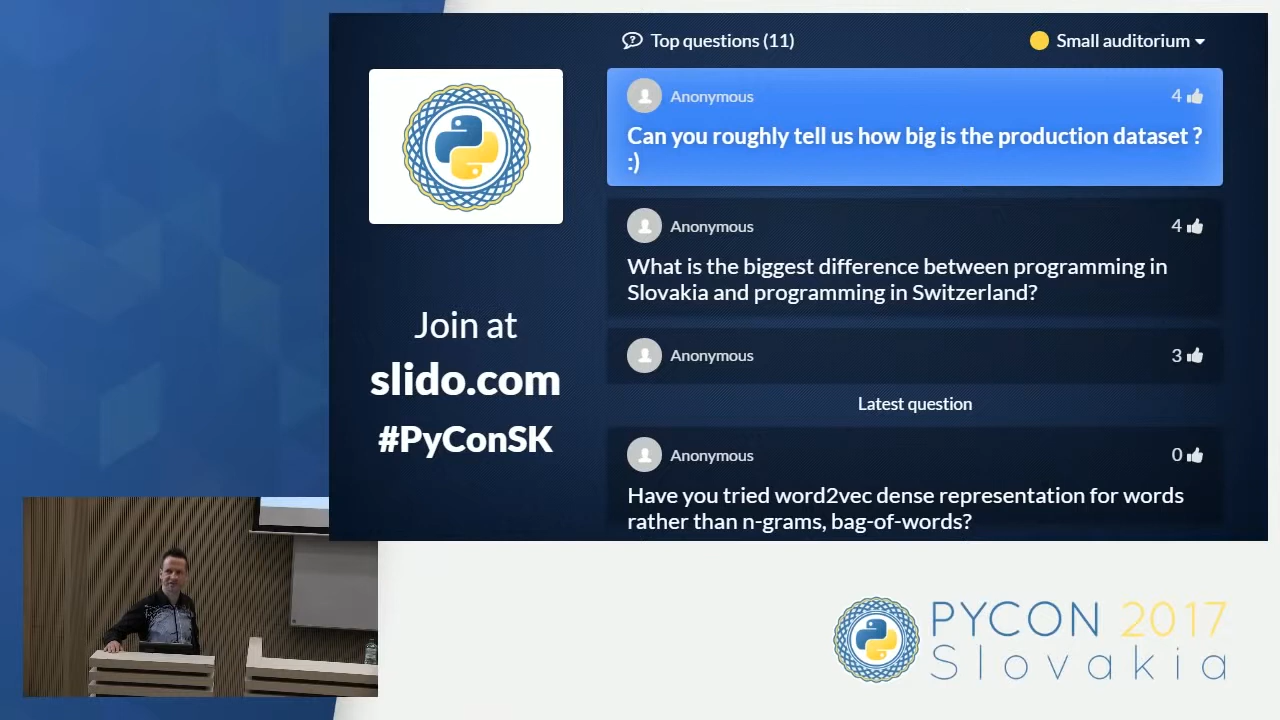 Top questions (11)
Small auditorium
Anonymous
4
Can you roughly tell us how big is the production dataset ?
:)
Anonymous
4
What is the biggest difference between programming in
Slovakia and programming in Switzerland?
Anonymous
3
Latest question
Anonymous
0
Have you tried word2vec dense representation for words
rather than n-grams, bag-of-words?
Join at
slido.com
#PyConSK
PYCON 2017
Slovakia